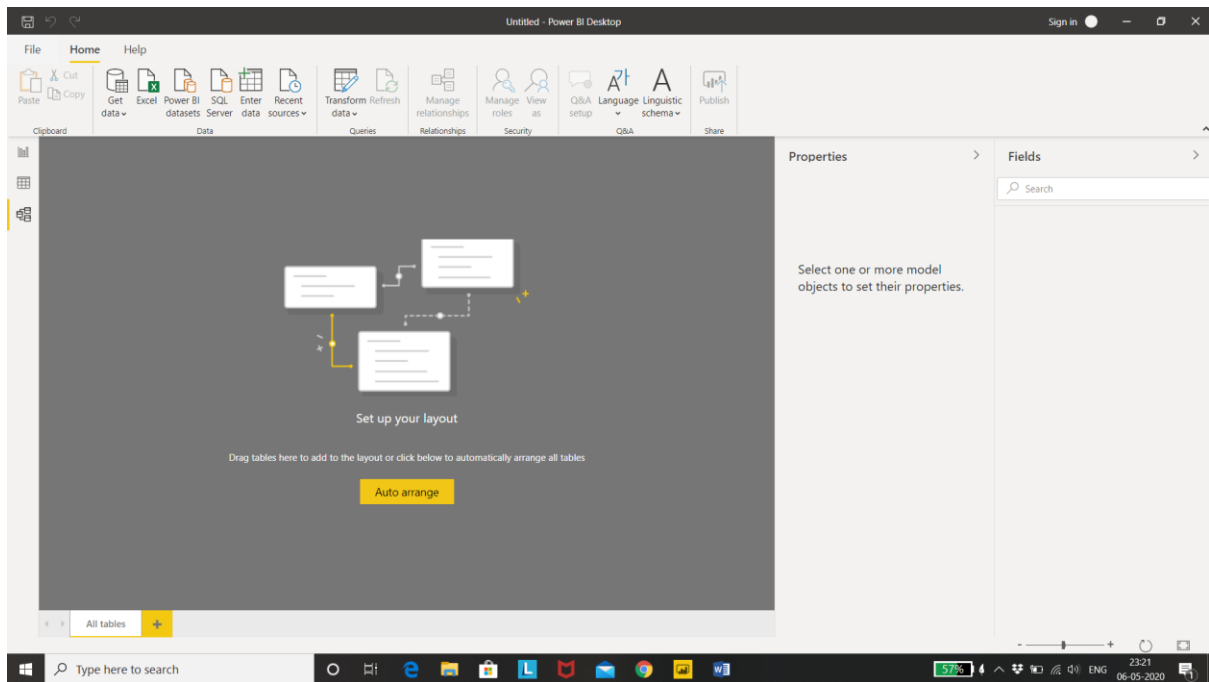 Untitled - Power BI Desktop
Sign in
File Home Help
Paste
Cut
Copy
Get data
Excel
Power BI datasets
SQL Server
Enter data
Recent sources
Transform data
Refresh
Manage relationships
Manage roles
View as
Q&A setup
Language
Linguistic schema
Publish
Clipboard
Data
Queries
Relationships
Security
Q&A
Share
Properties
Fields
Search
Select one or more model
objects to set their properties.
Set up your layout
Drag tables here to add to the layout or click below to automatically arrange all tables
Auto arrange
All tables
Type here to search
57%
ENG
23:21
06-05-2020